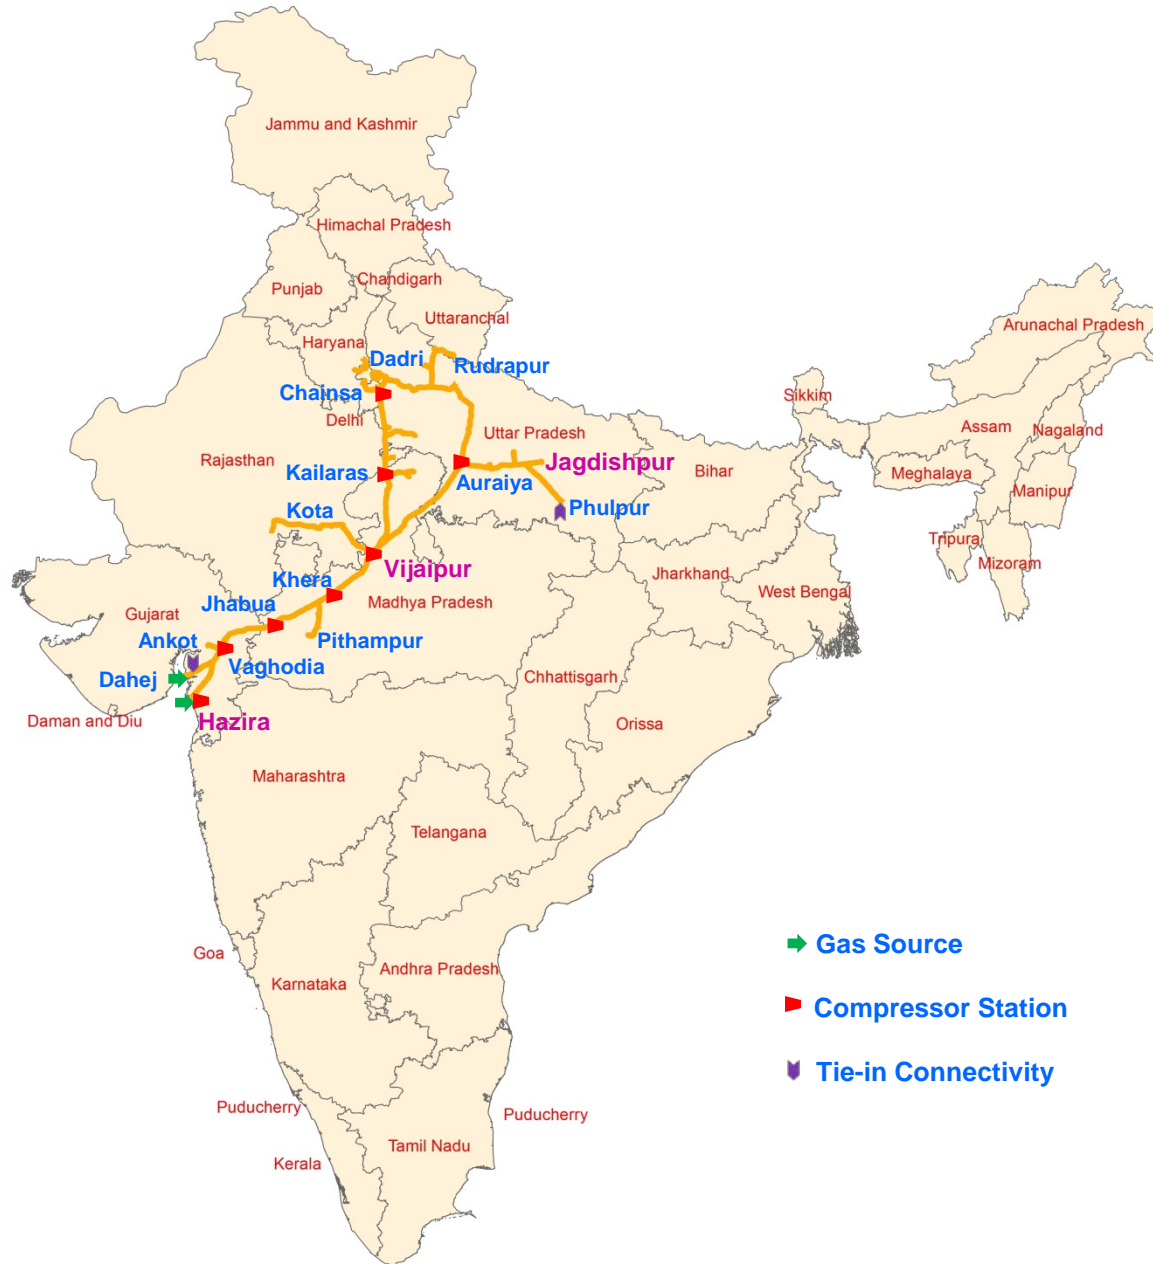 Jammu and Kashmir
Himachal Pradesh
Chandigarh
Punjab
Uttaranchal
Haryana
Arunachal Pradesh
Dadri
Rudrapur
Chainsa
Sikkim
Delhi
Uttar Pradesh
Assam
Nagaland
Rajasthan
Jagdishpur
Bihar
Kailaras
Meghalaya
Auraiya
Manipur
Kota
Phulpur
Tripura
Vijaipur
Mizoram
Khera
Jharkhand
West Bengal
Jhabua
Madhya Pradesh
Gujarat
Ankot
Pithampur
Vaghodia
Chhattisgarh
Dahej
Daman and Diu
Hazira
Orissa
Maharashtra
Telangana
Goa
Karnataka
Andhra Pradesh
Gas Source
Compressor Station
Tie-in Connectivity
Puducherry
Puducherry
Tamil Nadu
Kerala